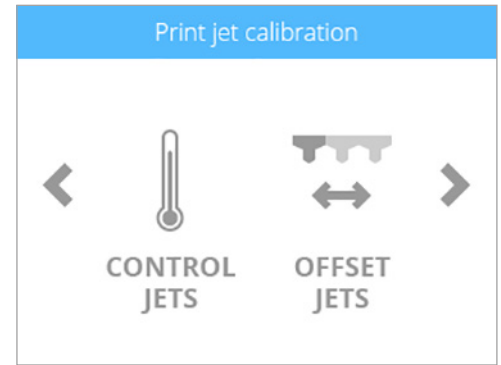 Print jet calibration
CONTROL
JETS
OFFSET
JETS